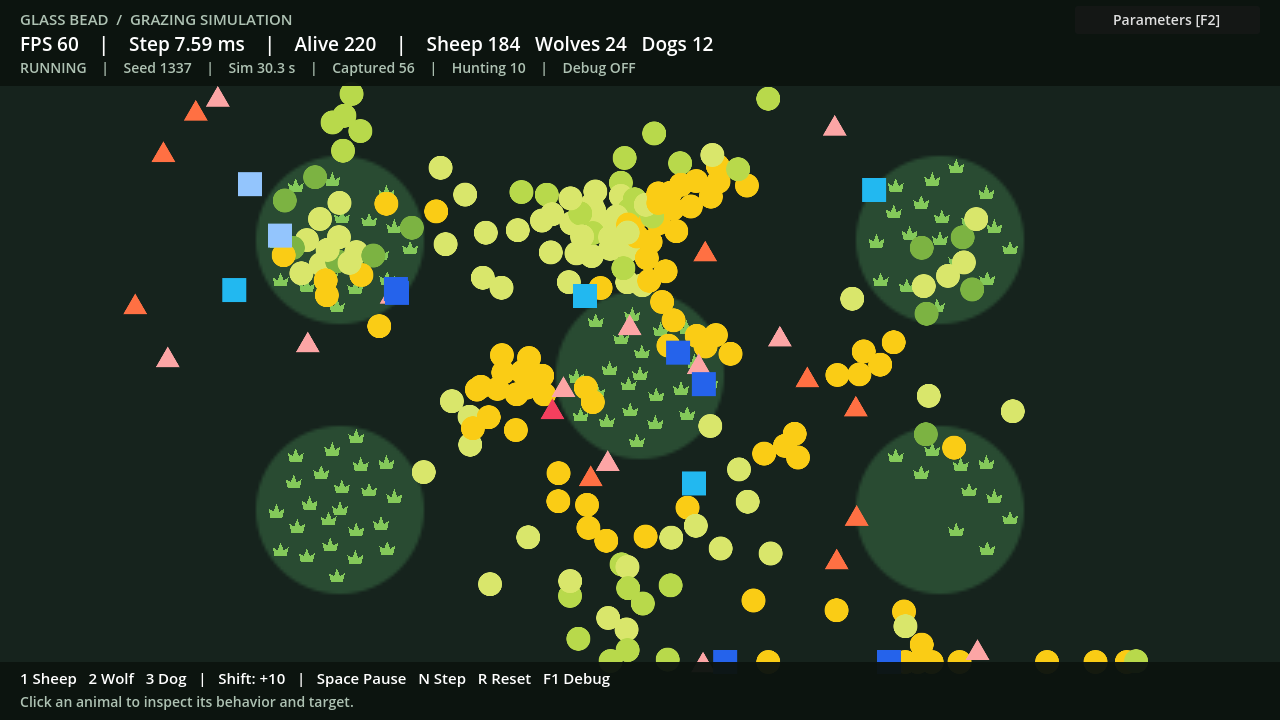 GLASS BEAD / GRAZING SIMULATION
Parameters [F2]
FPS 60 | Step 7.59 ms | Alive 220 | Sheep 184 Wolves 24 Dogs 12
RUNNING | Seed 1337 | Sim 30.3 s | Captured 56 | Hunting 10 | Debug OFF
1 Sheep 2 Wolf 3 Dog | Shift: +10 | Space Pause N Step R Reset F1 Debug
Click an animal to inspect its behavior and target.